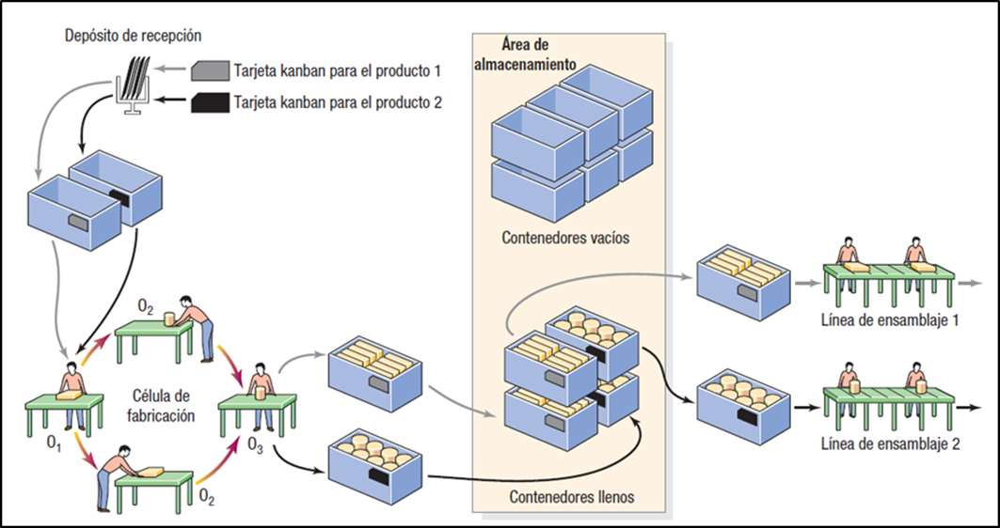 Depósito de recepción
Tarjeta kanban para el producto 1
Tarjeta kanban para el producto 2
Área de
almacenamiento
Contenedores vacíos
Línea de ensamblaje 1
O₂
Célula de
fabricación
O₁
O₃
O₂
Línea de ensamblaje 2
Contenedores llenos